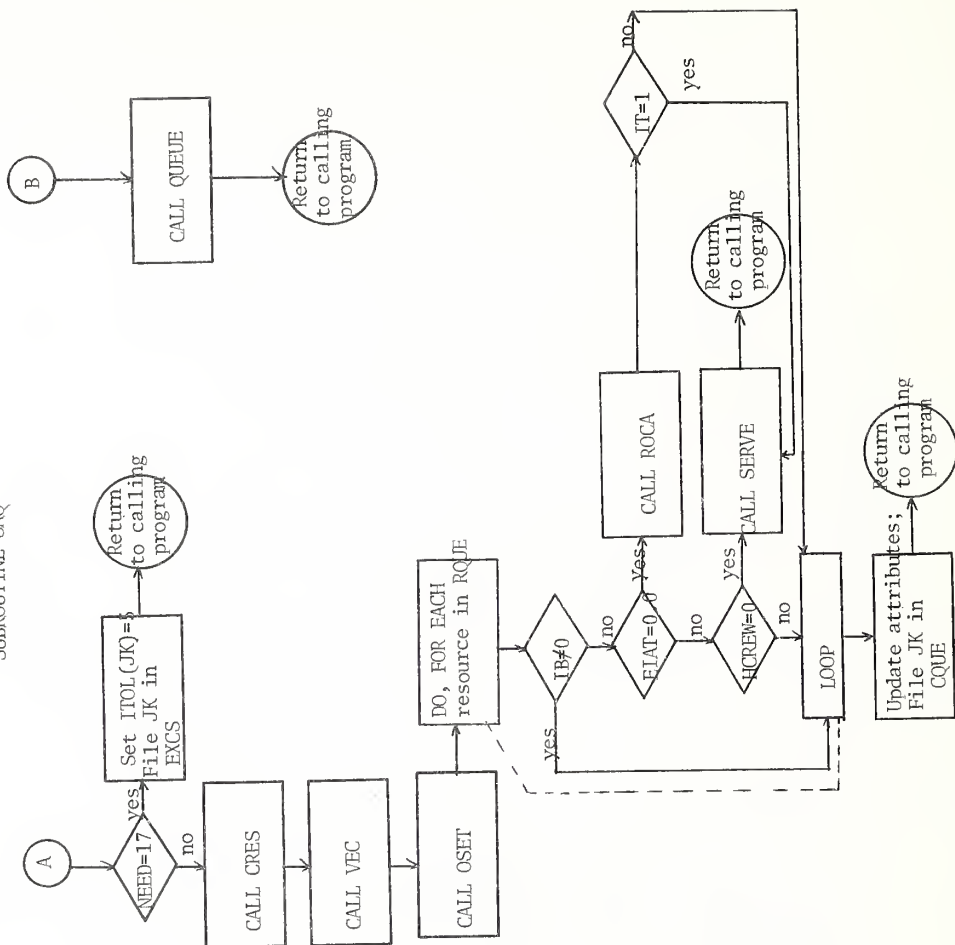 SUBROUTINE
A
NEED=17
yes
Set ITOL(JK)=5
File JK in
EXCS
Return
to calling
program
no
CALL CRES
CALL VEC
CALL OSET
DO, FOR EACH
resource in RQUE
IB≠0
yes
no
EIAT=0.0
Yes
no
HCREW=0
yes
no
LOOP
Update attributes;
File JK in
CQUE
Return
to calling
program
CALL ROCA
CALL SERVE
Return
to calling
program
IT=1
no
yes
B
CALL QUEUE
Return
to calling
program